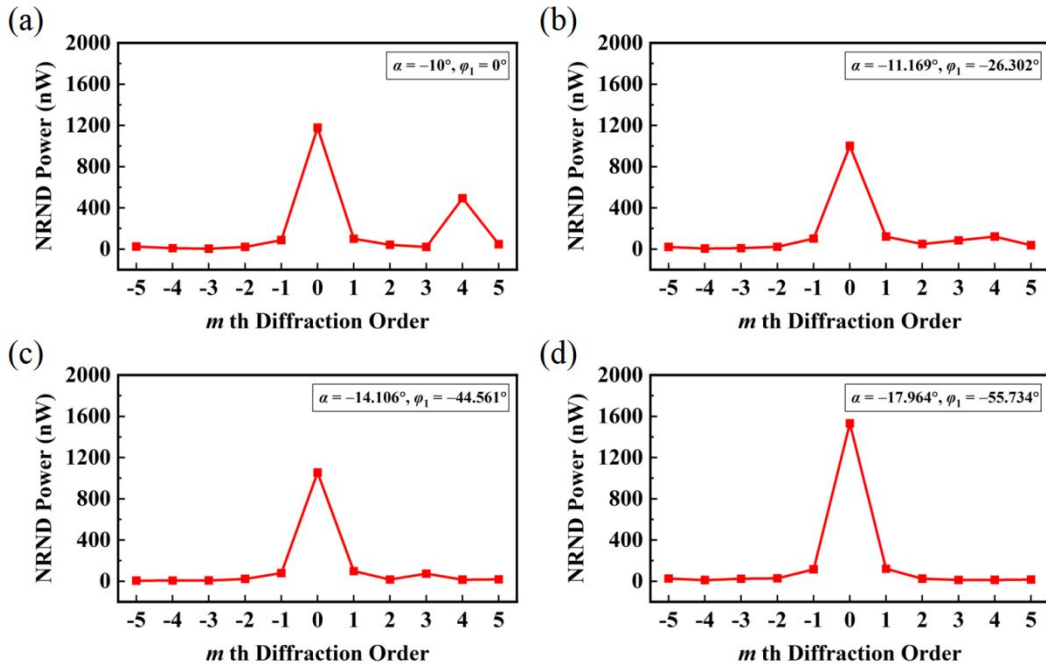 (a)
2000
1600
1200
800
400
0
NRND Power (nW)
α = –10°, φ1 = 0°
-5 -4 -3 -2 -1 0 1 2 3 4 5
m th Diffraction Order
(b)
2000
1600
1200
800
400
0
NRND Power (nW)
α = –11.169°, φ1 = –26.302°
-5 -4 -3 -2 -1 0 1 2 3 4 5
m th Diffraction Order
(c)
2000
1600
1200
800
400
0
NRND Power (nW)
α = –14.106°, φ1 = –44.561°
-5 -4 -3 -2 -1 0 1 2 3 4 5
m th Diffraction Order
(d)
2000
1600
1200
800
400
0
NRND Power (nW)
α = –17.964°, φ1 = –55.734°
-5 -4 -3 -2 -1 0 1 2 3 4 5
m th Diffraction Order